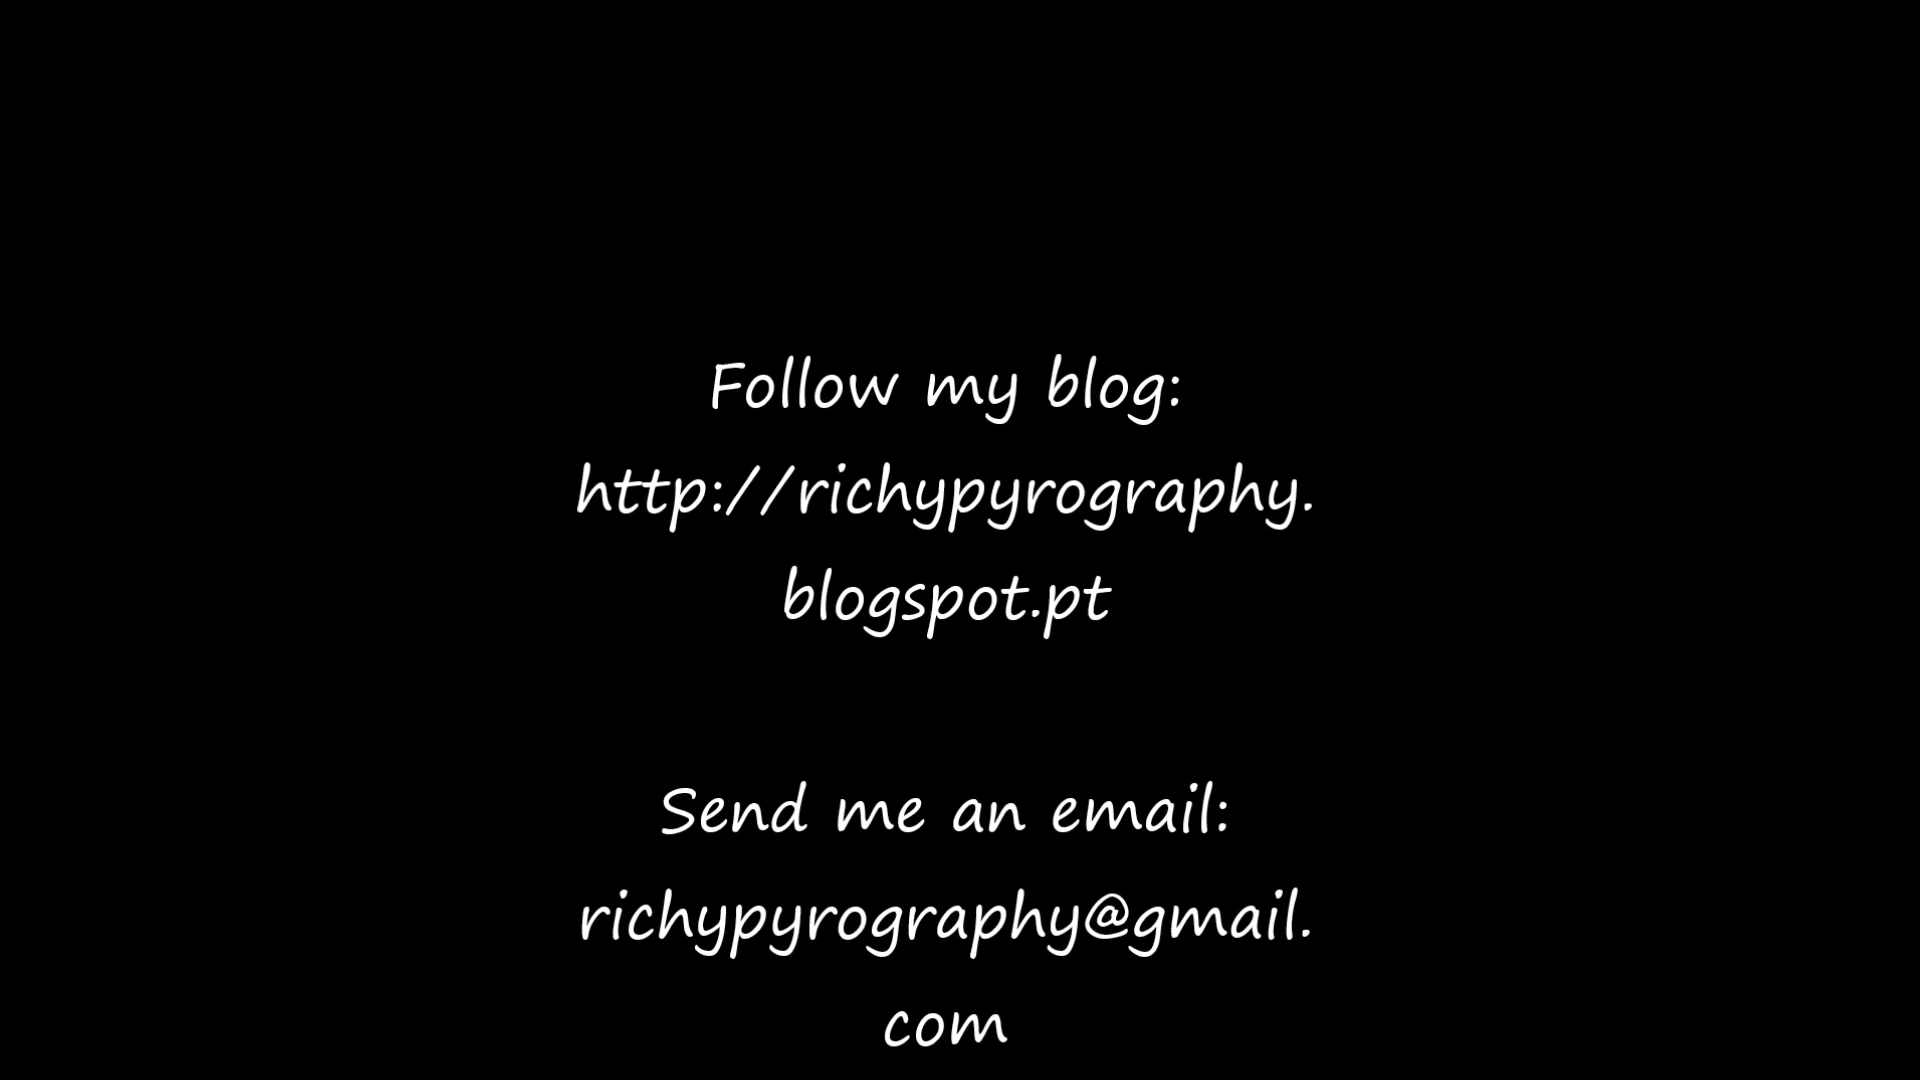 Follow my blog:
http://richypyrography.
blogspot.pt
Send me an email:
richypyrography@gmail.
com